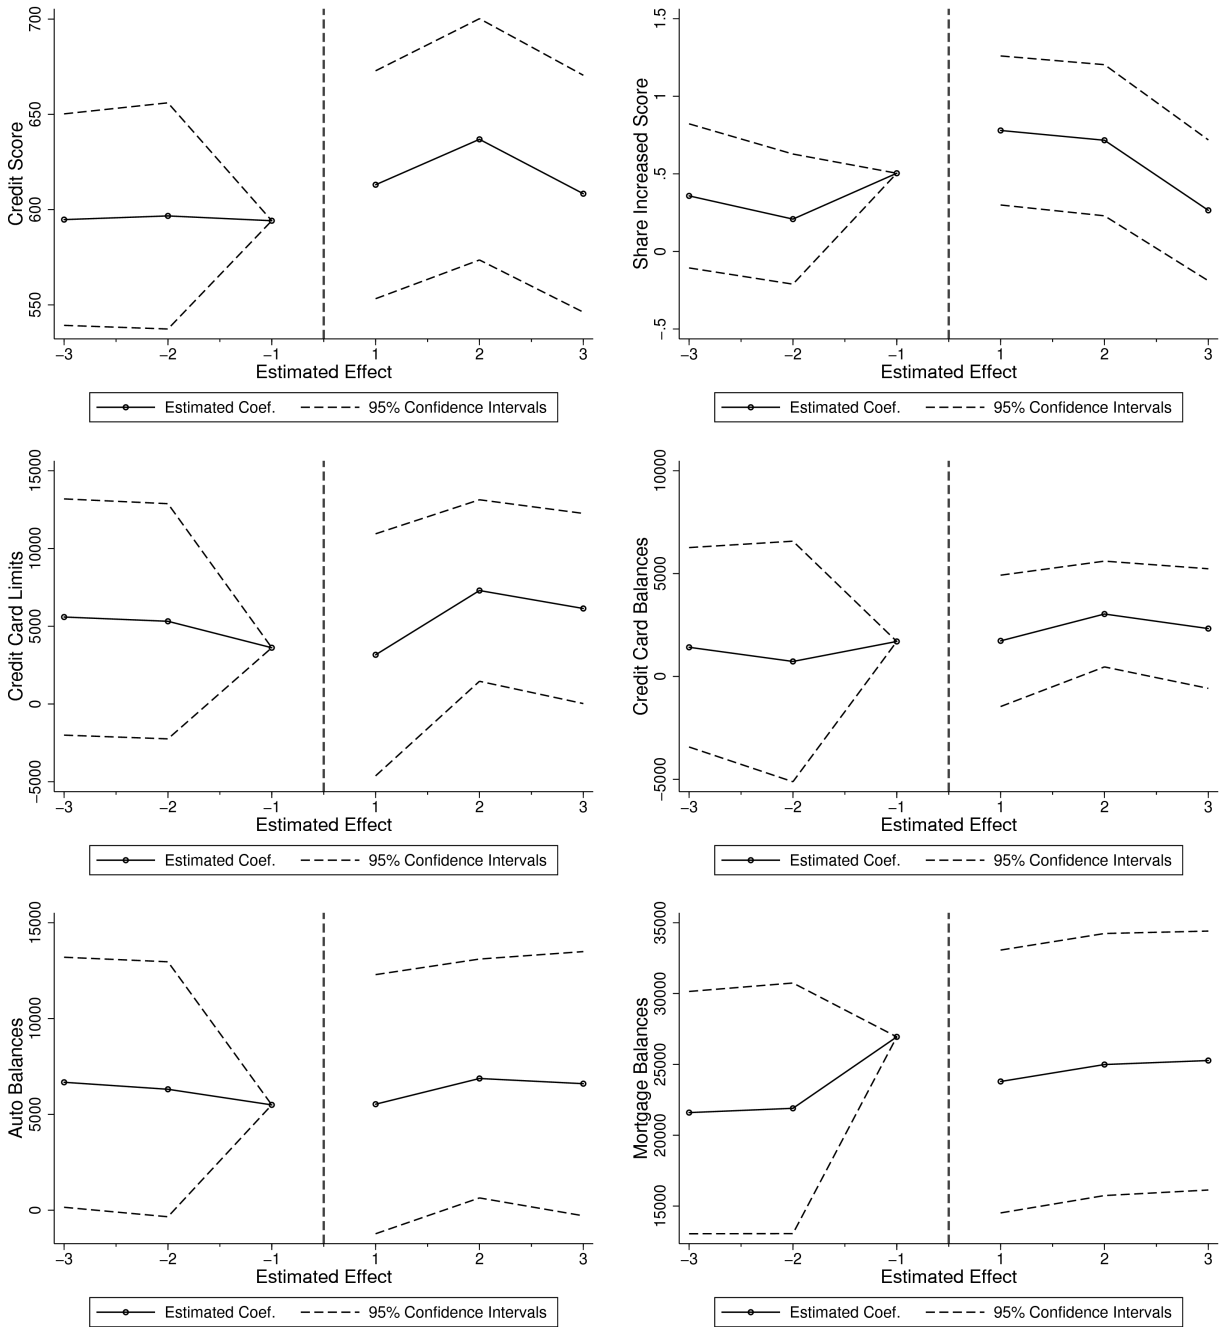 Credit Score
700
650
600
550
−3 −2 −1 1 2 3
Estimated Effect
Estimated Coef. 95% Confidence Intervals
Share Increased Score
1.5
1
.5
0
−.5
−3 −2 −1 1 2 3
Estimated Effect
Estimated Coef. 95% Confidence Intervals
Credit Card Limits
15000
10000
5000
0
−5000
−3 −2 −1 1 2 3
Estimated Effect
Estimated Coef. 95% Confidence Intervals
Credit Card Balances
10000
5000
0
−5000
−3 −2 −1 1 2 3
Estimated Effect
Estimated Coef. 95% Confidence Intervals
Auto Balances
15000
10000
5000
0
−3 −2 −1 1 2 3
Estimated Effect
Estimated Coef. 95% Confidence Intervals
Mortgage Balances
35000
30000
25000
20000
15000
−3 −2 −1 1 2 3
Estimated Effect
Estimated Coef. 95% Confidence Intervals